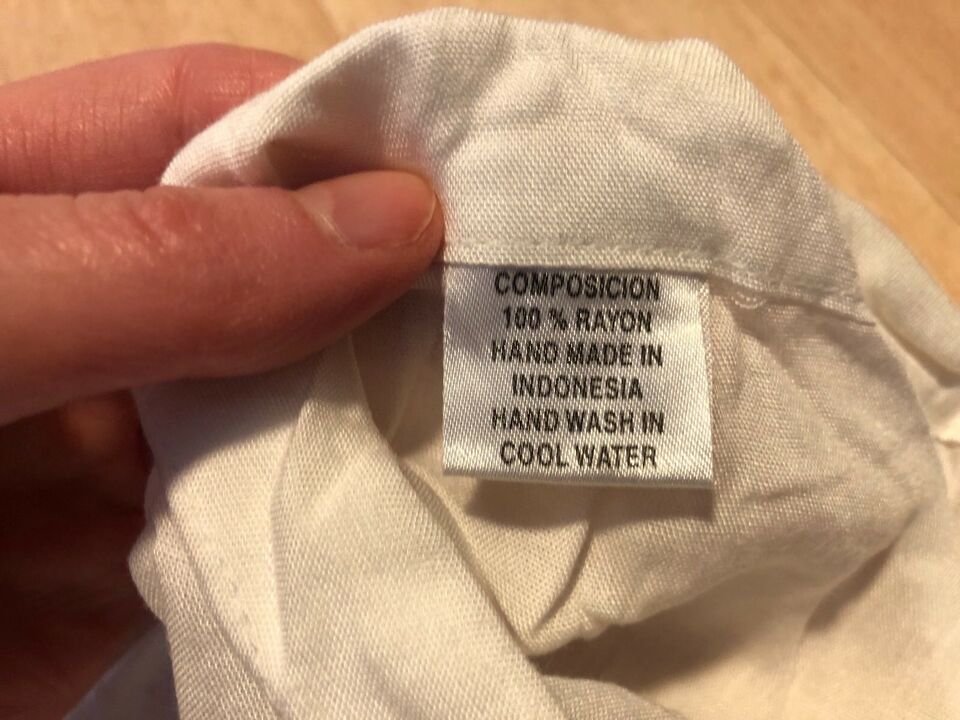 COMPOSICION
100 % RAYON
HAND MADE IN
INDONESIA
HAND WASH IN
COOL WATER